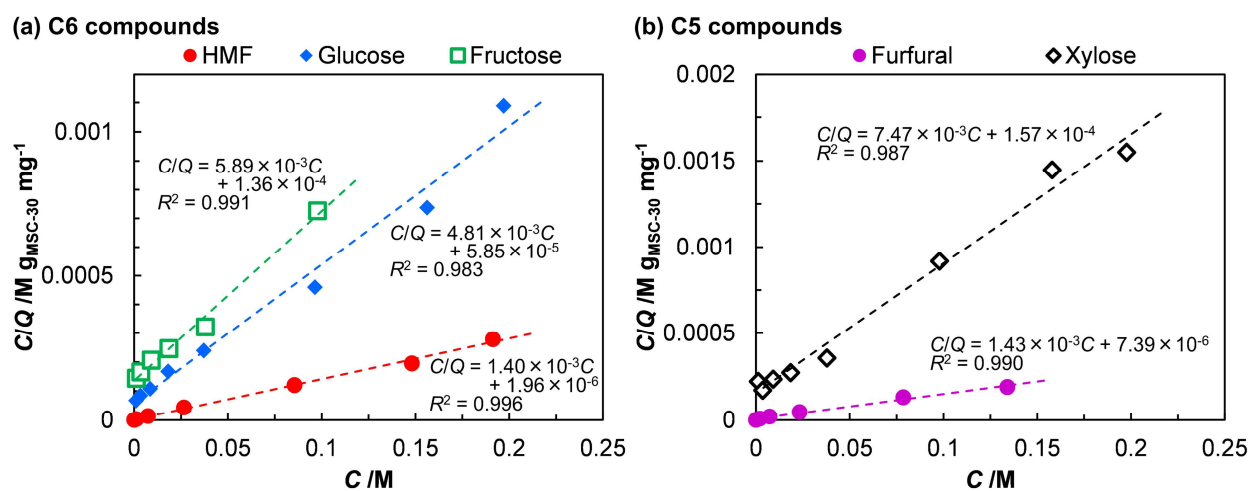 (a) C6 compounds
HMF Glucose Fructose
C/Q /M g_MSC-30 mg⁻¹
0.001
0.0005
0
C/Q = 5.89 × 10⁻³C
+ 1.36 × 10⁻⁴
R² = 0.991
C/Q = 4.81 × 10⁻³C
+ 5.85 × 10⁻⁵
R² = 0.983
C/Q = 1.40 × 10⁻³C
+ 1.96 × 10⁻⁶
R² = 0.996
0 0.05 0.1 0.15 0.2 0.25
C /M
(b) C5 compounds
Furfural Xylose
C/Q /M g_MSC-30 mg⁻¹
0.002
0.0015
0.001
0.0005
0
C/Q = 7.47 × 10⁻³C + 1.57 × 10⁻⁴
R² = 0.987
C/Q = 1.43 × 10⁻³C + 7.39 × 10⁻⁶
R² = 0.990
0 0.05 0.1 0.15 0.2 0.25
C /M